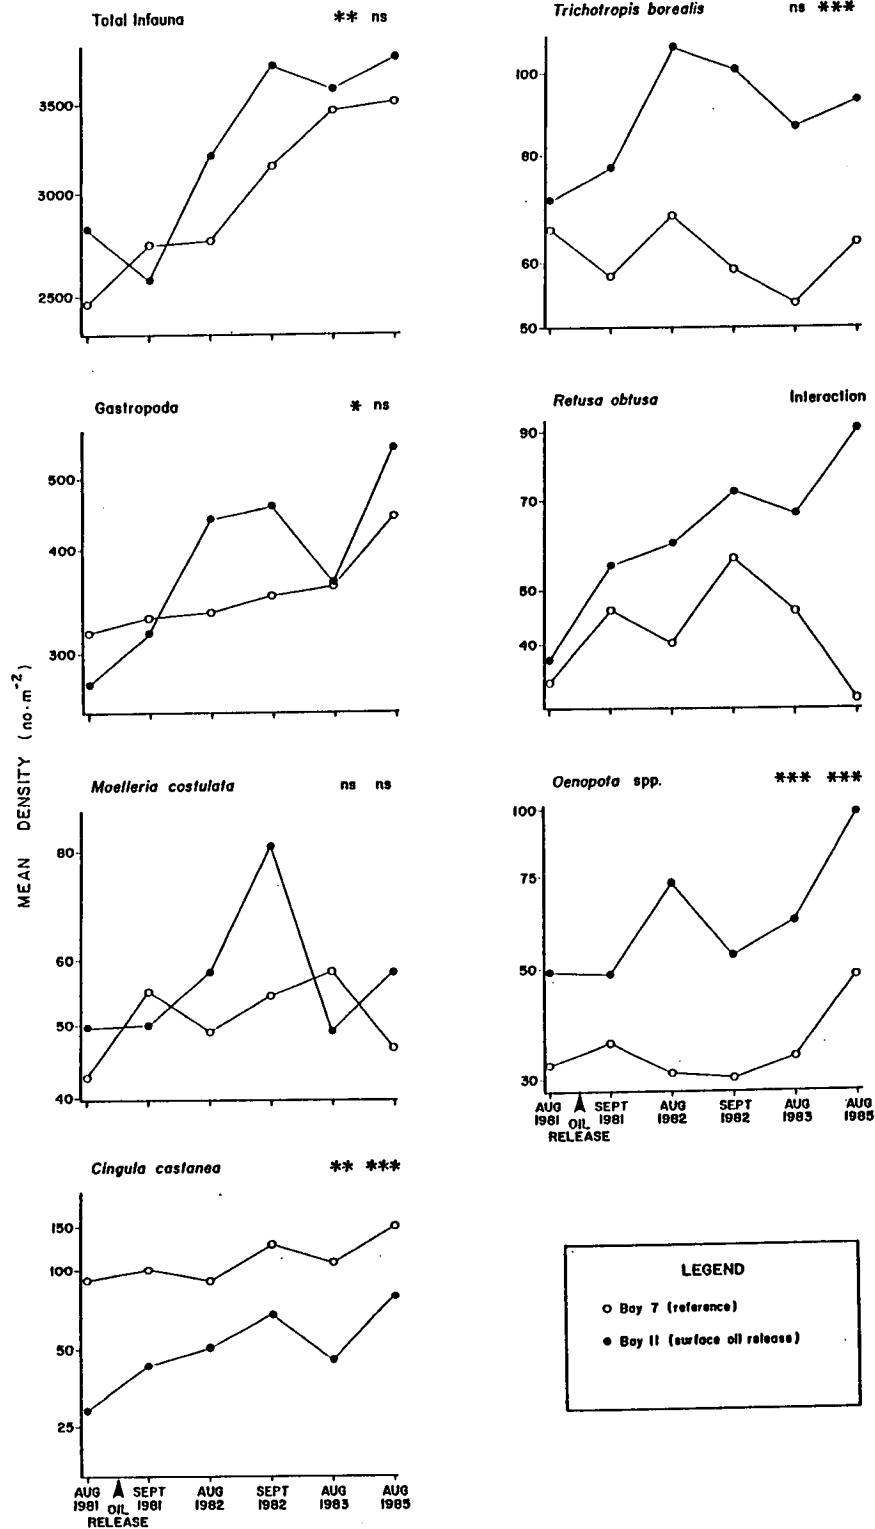 Total Infauna ** ns
3500
3000
2500
Gastropoda * ns
500
400
300
Moelleria costulata ns ns
80
60
50
40
Cingula castanea ** ***
150
100
50
25
AUG 1981
OIL RELEASE
SEPT 1981
AUG 1982
SEPT 1982
AUG 1983
AUG 1985
MEAN DENSITY (no·m⁻²)
Trichotropis borealis ns ***
100
80
60
50
Retusa obtusa Interaction
90
70
50
40
Oenopota spp. *** ***
100
75
50
30
AUG 1981
OIL RELEASE
SEPT 1981
AUG 1982
SEPT 1982
AUG 1983
AUG 1985
LEGEND
Bay 7 (reference)
Bay 11 (surface oil release)